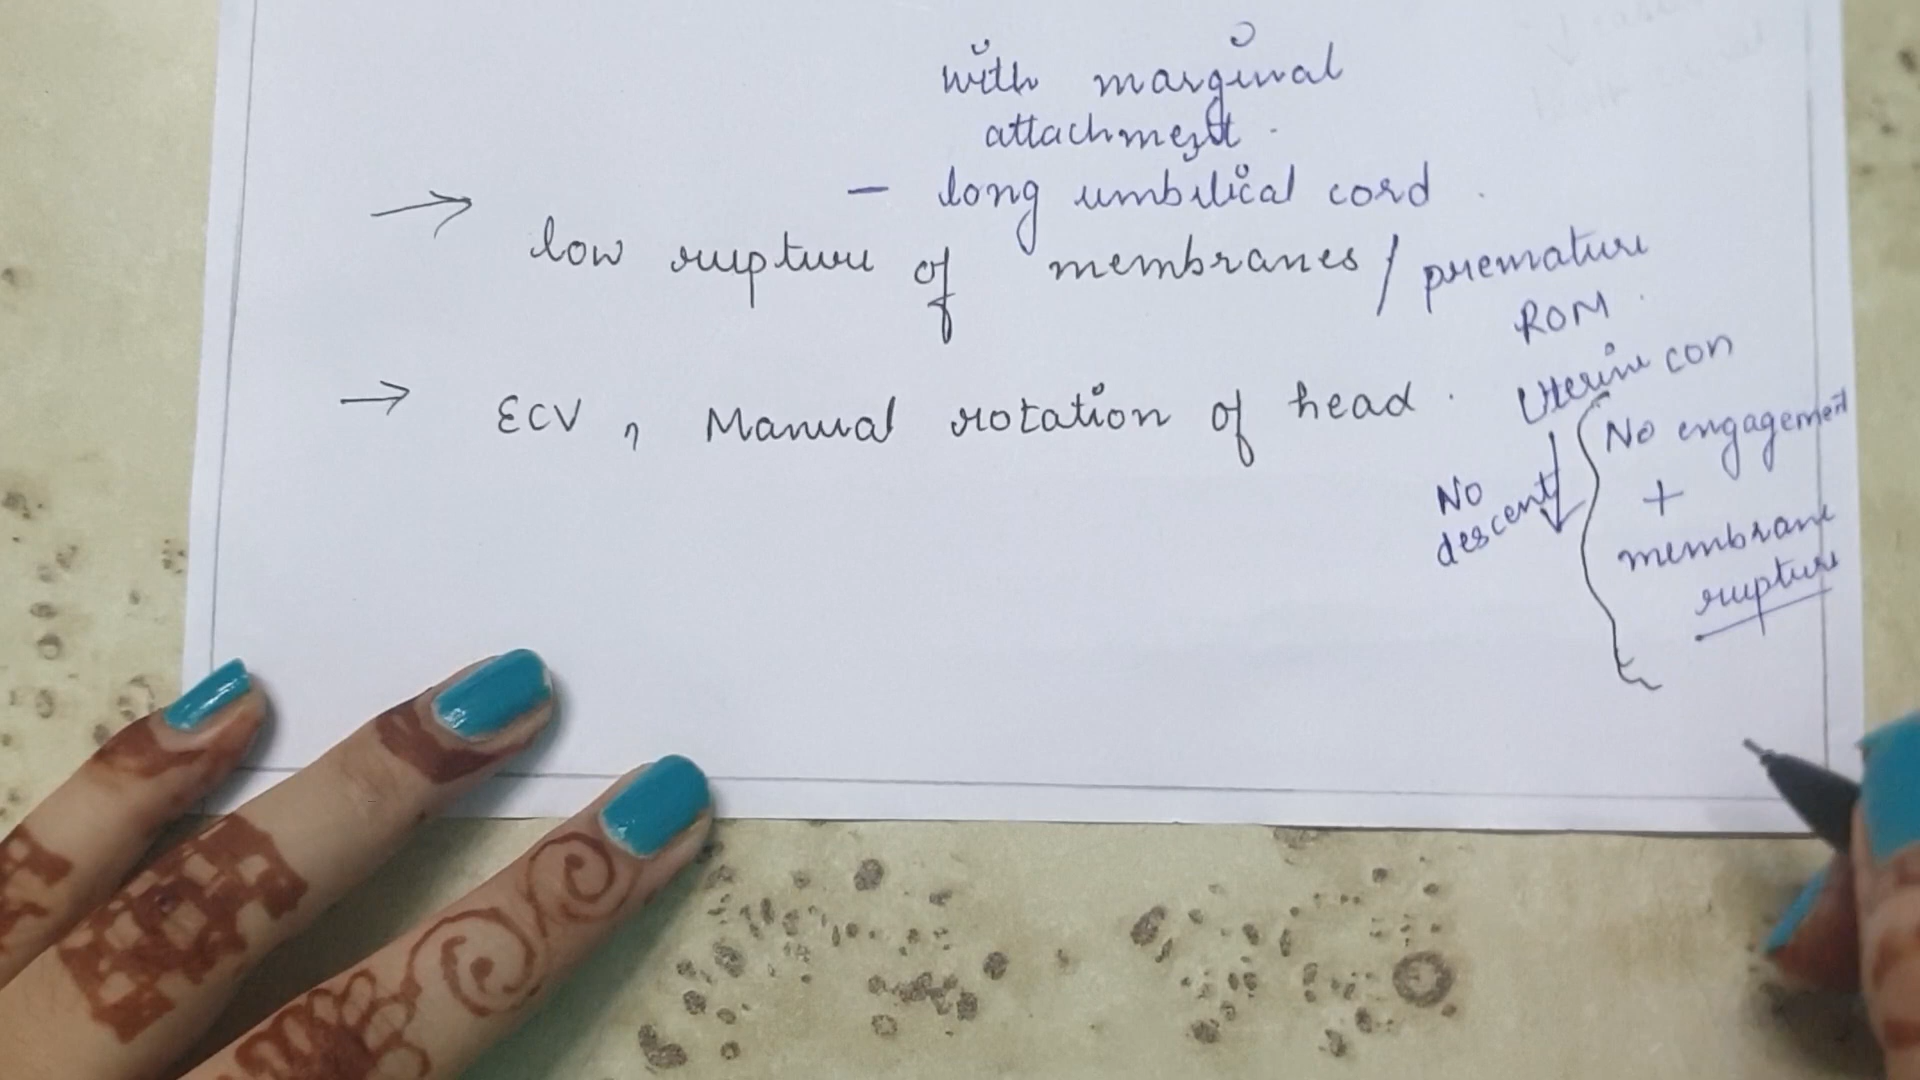 with marginal
attachment.
- long umbilical cord.
→ low rupture of membranes / premature
ROM.
→ ECV, Manual rotation of head.
Uterine con
No
descent
No engagement
+
membrane
rupture